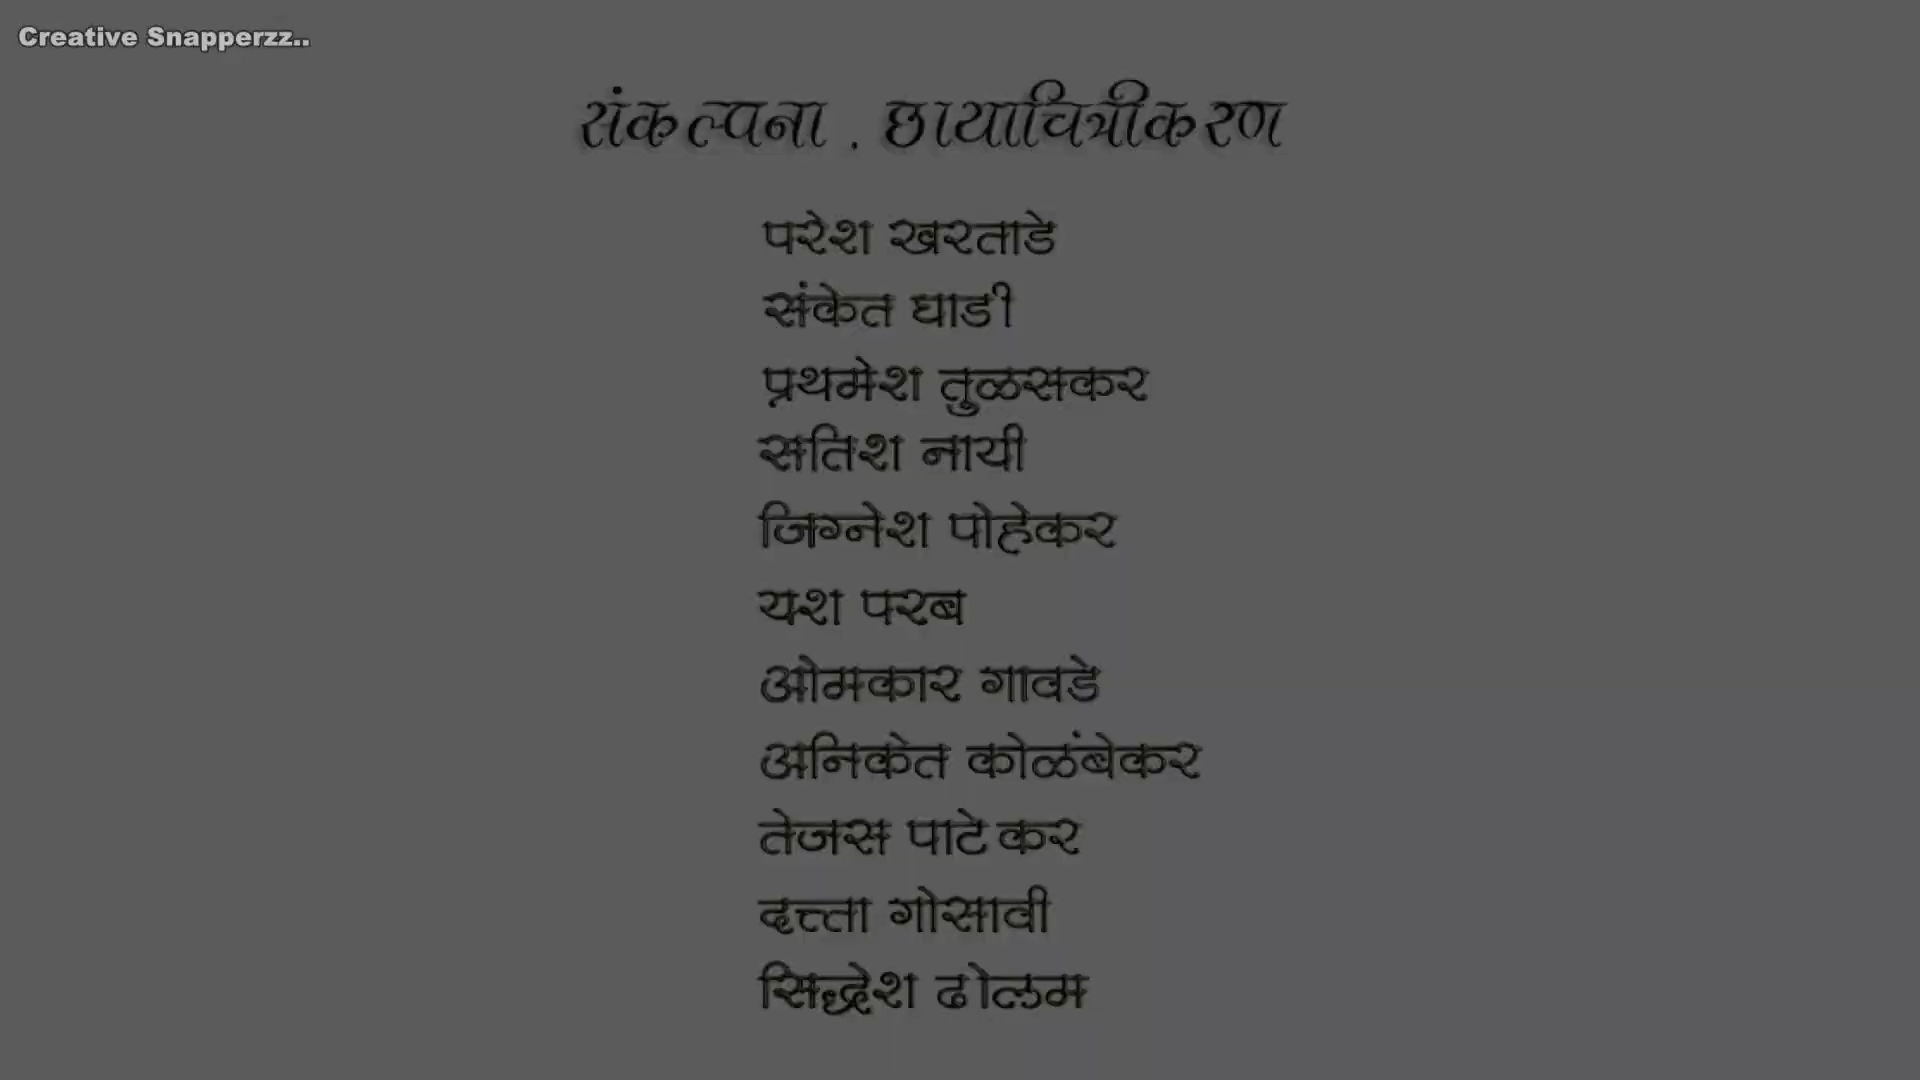 Creative Snapperzz..
संकल्पना . छायाचित्रीकरण
परेश खरताडे
संकेत घाडी
प्रथमेश तुळसकर
सतिश नायी
जिग्नेश पोहेकर
यश परब
ओमकार गावडे
अनिकेत कोळंबेकर
तेजस पाटेकर
दत्ता गोसावी
सिद्धेश ढोलम